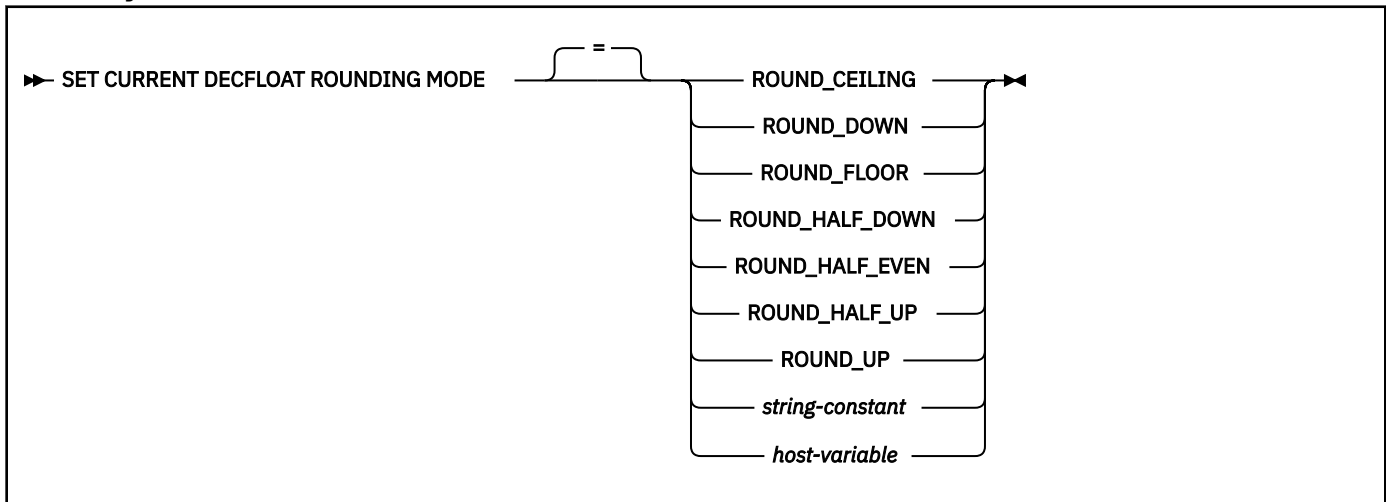 =
SET CURRENT DECFLOAT ROUNDING MODE ROUND_CEILING
ROUND_DOWN
ROUND_FLOOR
ROUND_HALF_DOWN
ROUND_HALF_EVEN
ROUND_HALF_UP
ROUND_UP
string-constant
host-variable